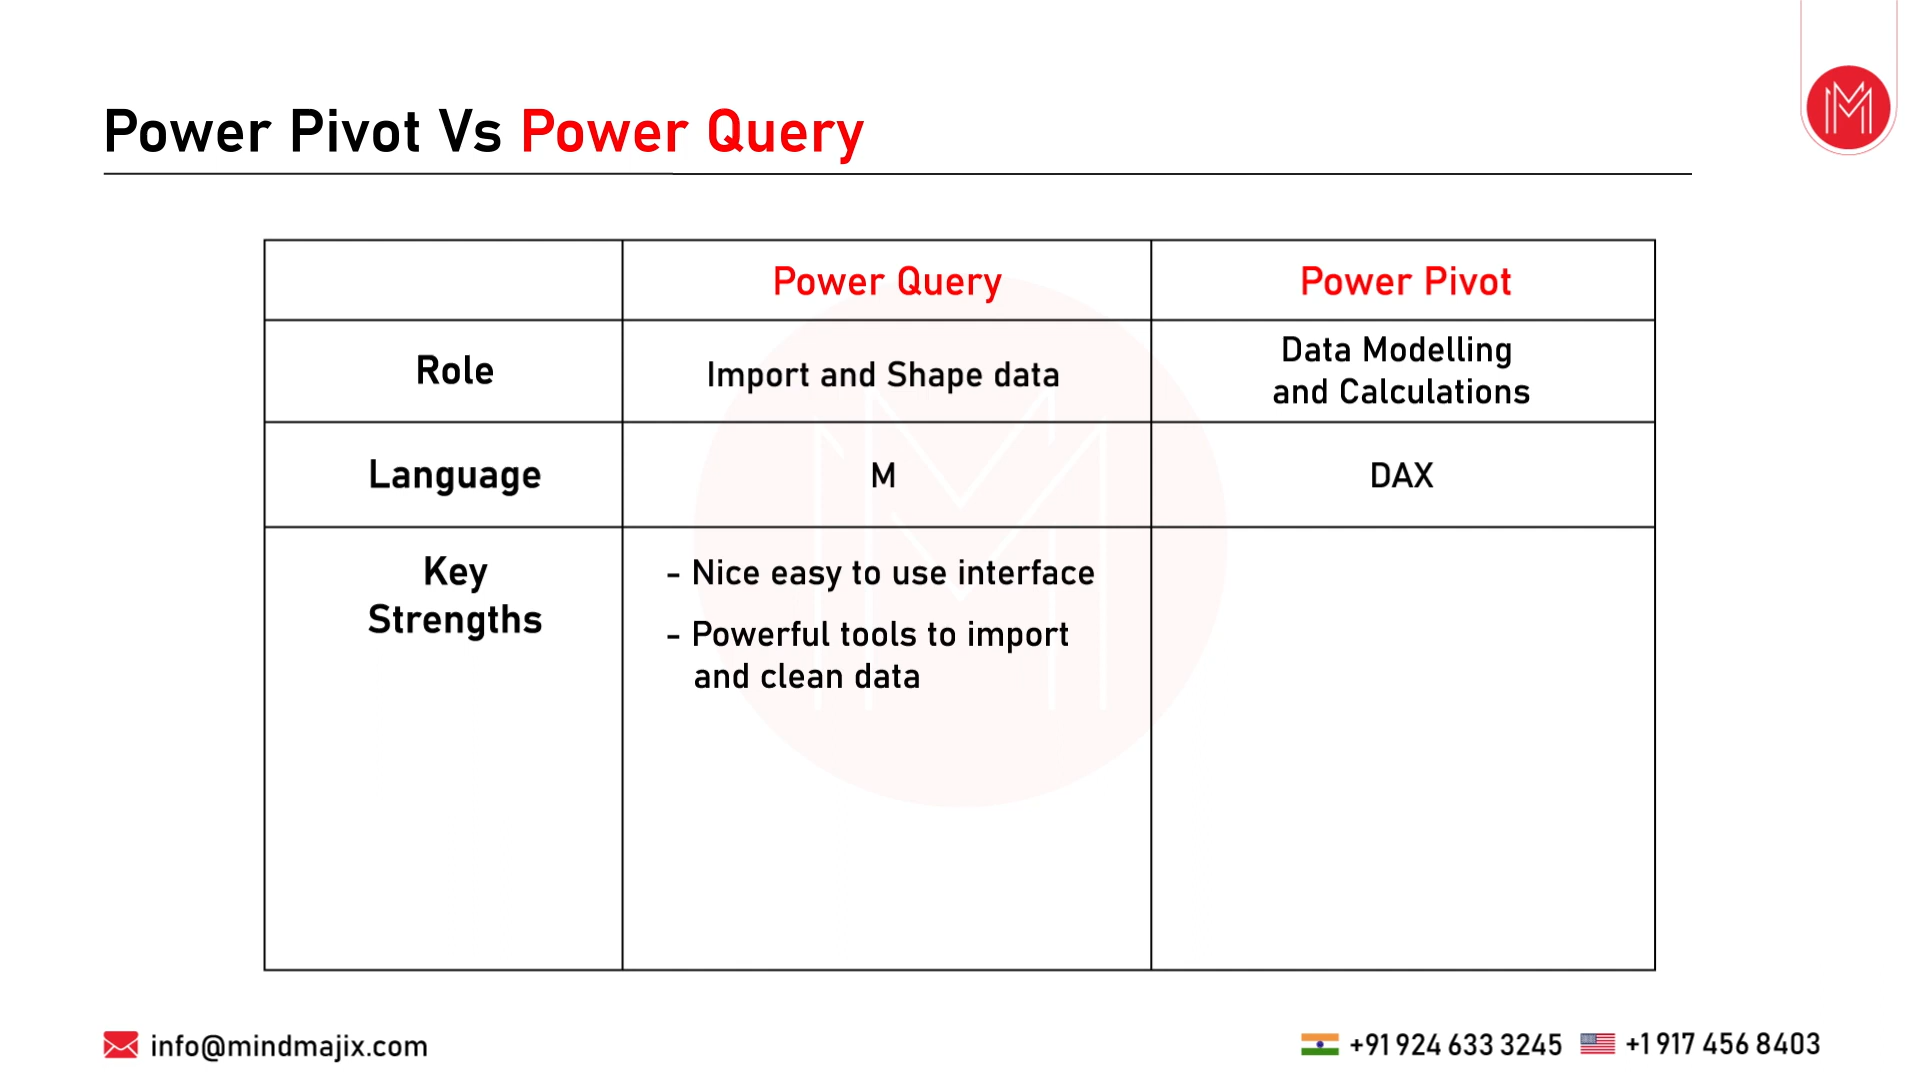 Power Pivot Vs Power Query
Power Query
Power Pivot
Role
Import and Shape data
Data Modelling
and Calculations
Language
M
DAX
Key
Strengths
- Nice easy to use interface
- Powerful tools to import
and clean data
info@mindmajix.com
+91 924 633 3245
+1 917 456 8403